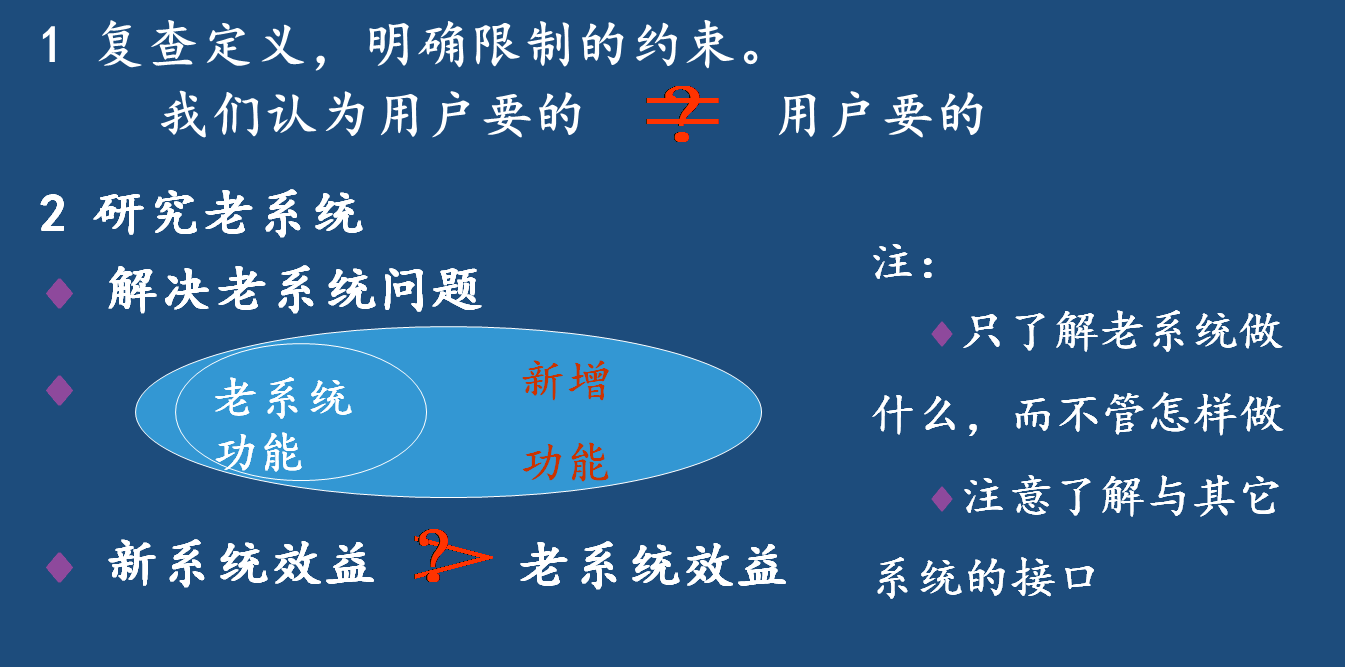 1 复查定义，明确限制的约束。
我们认为用户要的 =? 用户要的
2 研究老系统
解决老系统问题
老系统
功能
新增
功能
新系统效益 ?> 老系统效益
注：
只了解老系统做
什么，而不管怎样做
注意了解与其它
系统的接口